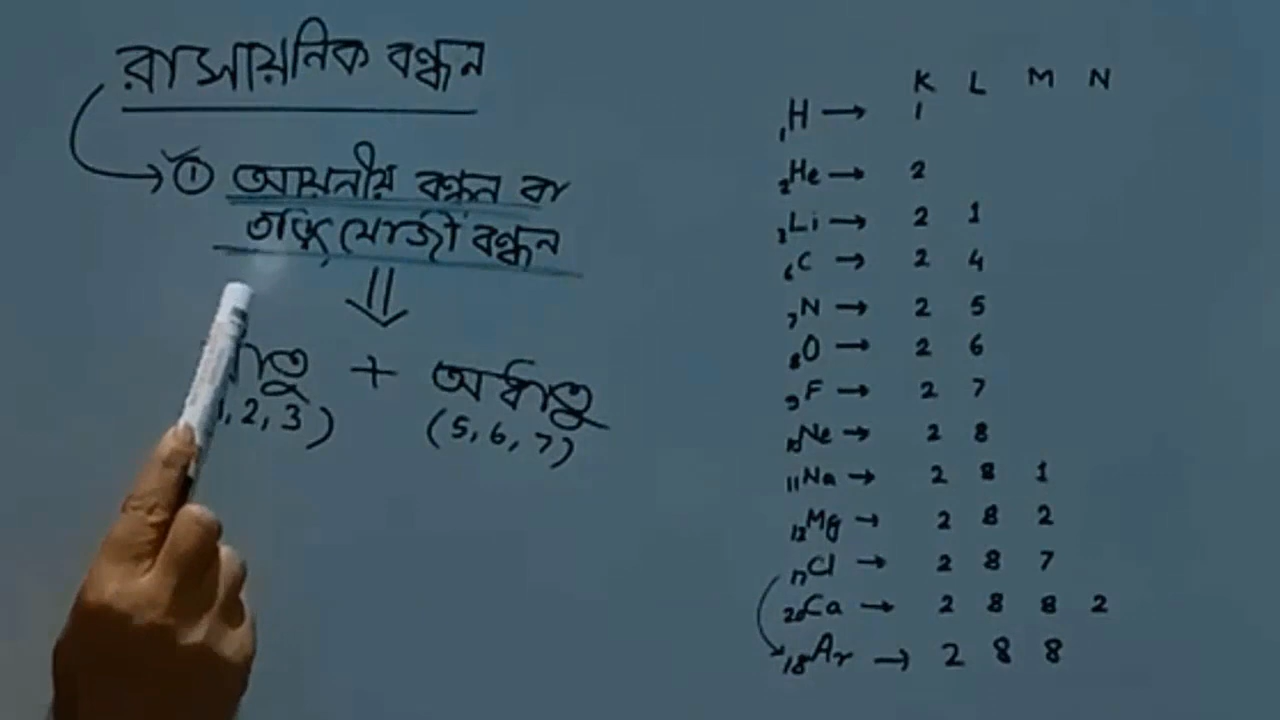 রাসায়নিক বন্ধন
① আয়নীয় বন্ধন বা
তড়িৎযোজী বন্ধন
⇓
+ অধাতু
1, 2, 3) (5, 6, 7)
K L M N
₁H → 1
₂He → 2
₃Li → 2 1
₆C → 2 4
₇N → 2 5
₈O → 2 6
₉F → 2 7
₁₀Ne → 2 8
₁₁Na → 2 8 1
₁₂Mg → 2 8 2
₁₇Cl → 2 8 7
₂₀Ca → 2 8 8 2
₁₈Ar → 2 8 8